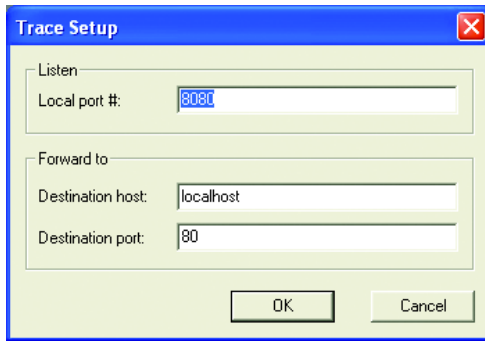 Trace Setup
Listen
Local port #: 8080
Forward to
Destination host: localhost
Destination port: 80
OK Cancel